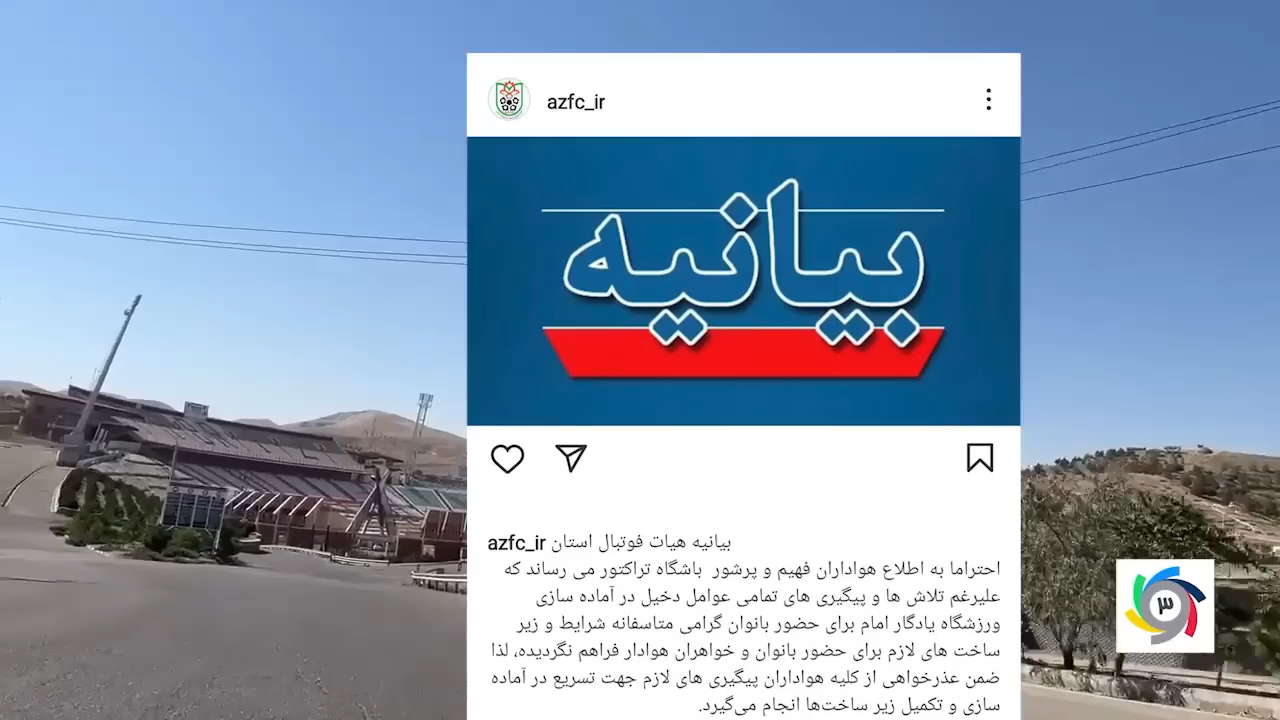 azfc_ir
بیانیه
azfc_ir بیانیه هیات فوتبال استان
احتراما به اطلاع هواداران فهیم و پرشور باشگاه تراکتور می رساند که
علیرغم تلاش ها و پیگیری های تمامی عوامل دخیل در آماده سازی
ورزشگاه یادگار امام برای حضور بانوان گرامی متاسفانه شرایط و زیر
ساخت های لازم برای حضور بانوان و خواهران هوادار فراهم نگردیده، لذا
ضمن عذرخواهی از کلیه هواداران پیگیری های لازم جهت تسریع در آماده
سازی و تکمیل زیر ساخت‌ها انجام می‌گیرد.
۳